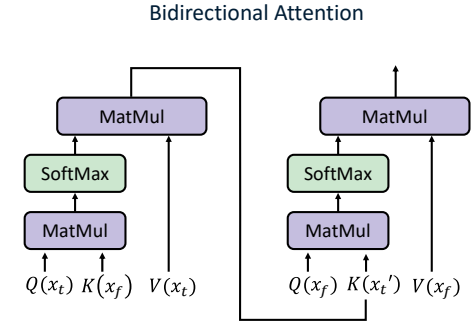 Bidirectional Attention
MatMul
SoftMax
MatMul
Q(x_t) K(x_f) V(x_t)
MatMul
SoftMax
MatMul
Q(x_f) K(x_t') V(x_f)